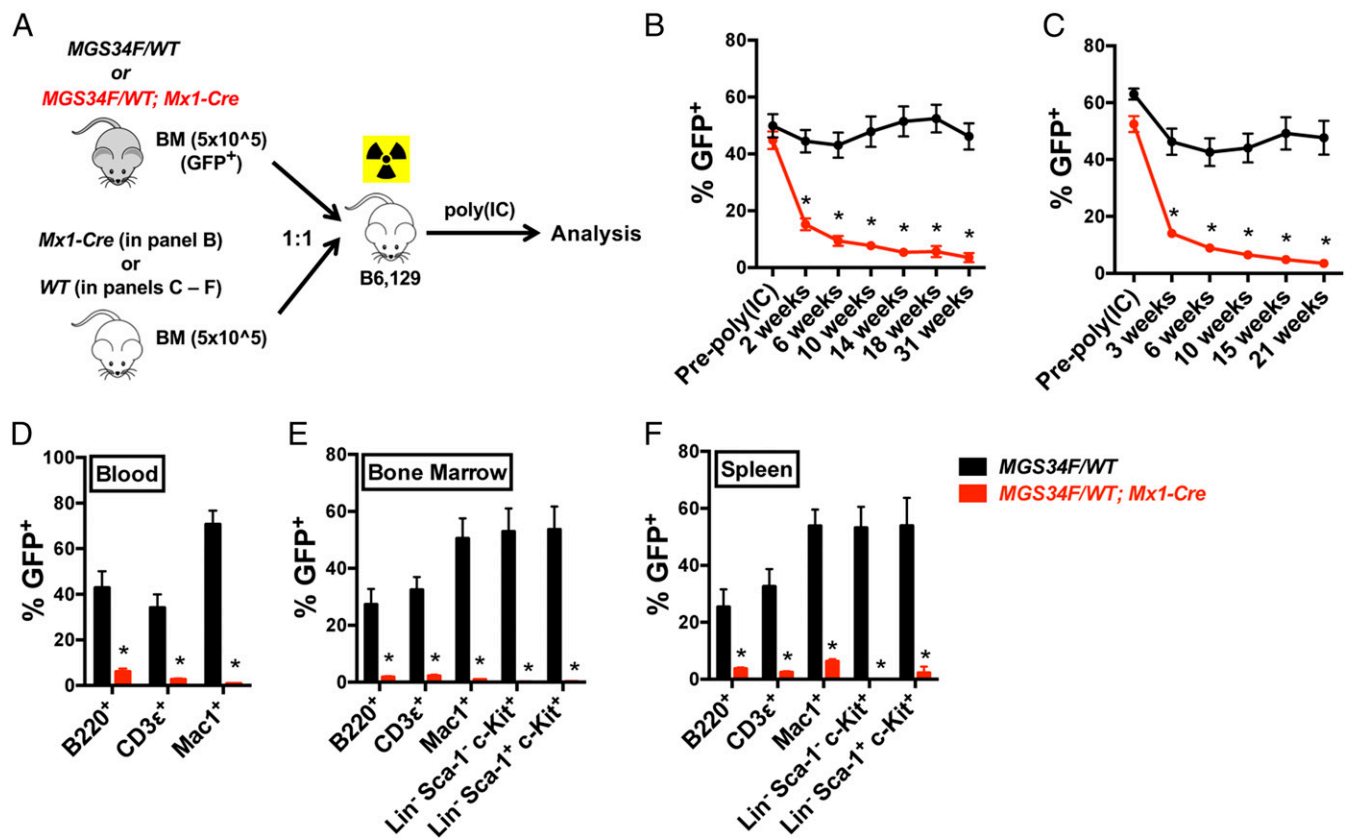 A
MGS34F/WT
or
MGS34F/WT; Mx1-Cre
BM (5x10^5)
(GFP⁺)
Mx1-Cre (in panel B)
or
WT (in panels C – F)
BM (5x10^5)
1:1
B6,129
poly(IC)
Analysis
B
% GFP⁺
80
60
40
20
0
Pre-poly(IC)
2 weeks
6 weeks
10 weeks
14 weeks
18 weeks
31 weeks
* * * * * *
C
% GFP⁺
80
60
40
20
0
Pre-poly(IC)
3 weeks
6 weeks
10 weeks
15 weeks
21 weeks
* * * * *
D
Blood
% GFP⁺
100
80
60
40
20
0
B220⁺
CD3ε⁺
Mac1⁺
* * *
E
Bone Marrow
% GFP⁺
80
60
40
20
0
B220⁺
CD3ε⁺
Mac1⁺
Lin⁻ Sca-1⁻ c-Kit⁺
Lin⁻ Sca-1⁺ c-Kit⁺
* * * * *
F
Spleen
% GFP⁺
80
60
40
20
0
B220⁺
CD3ε⁺
Mac1⁺
Lin⁻ Sca-1⁻ c-Kit⁺
Lin⁻ Sca-1⁺ c-Kit⁺
* * * * *
MGS34F/WT
MGS34F/WT; Mx1-Cre